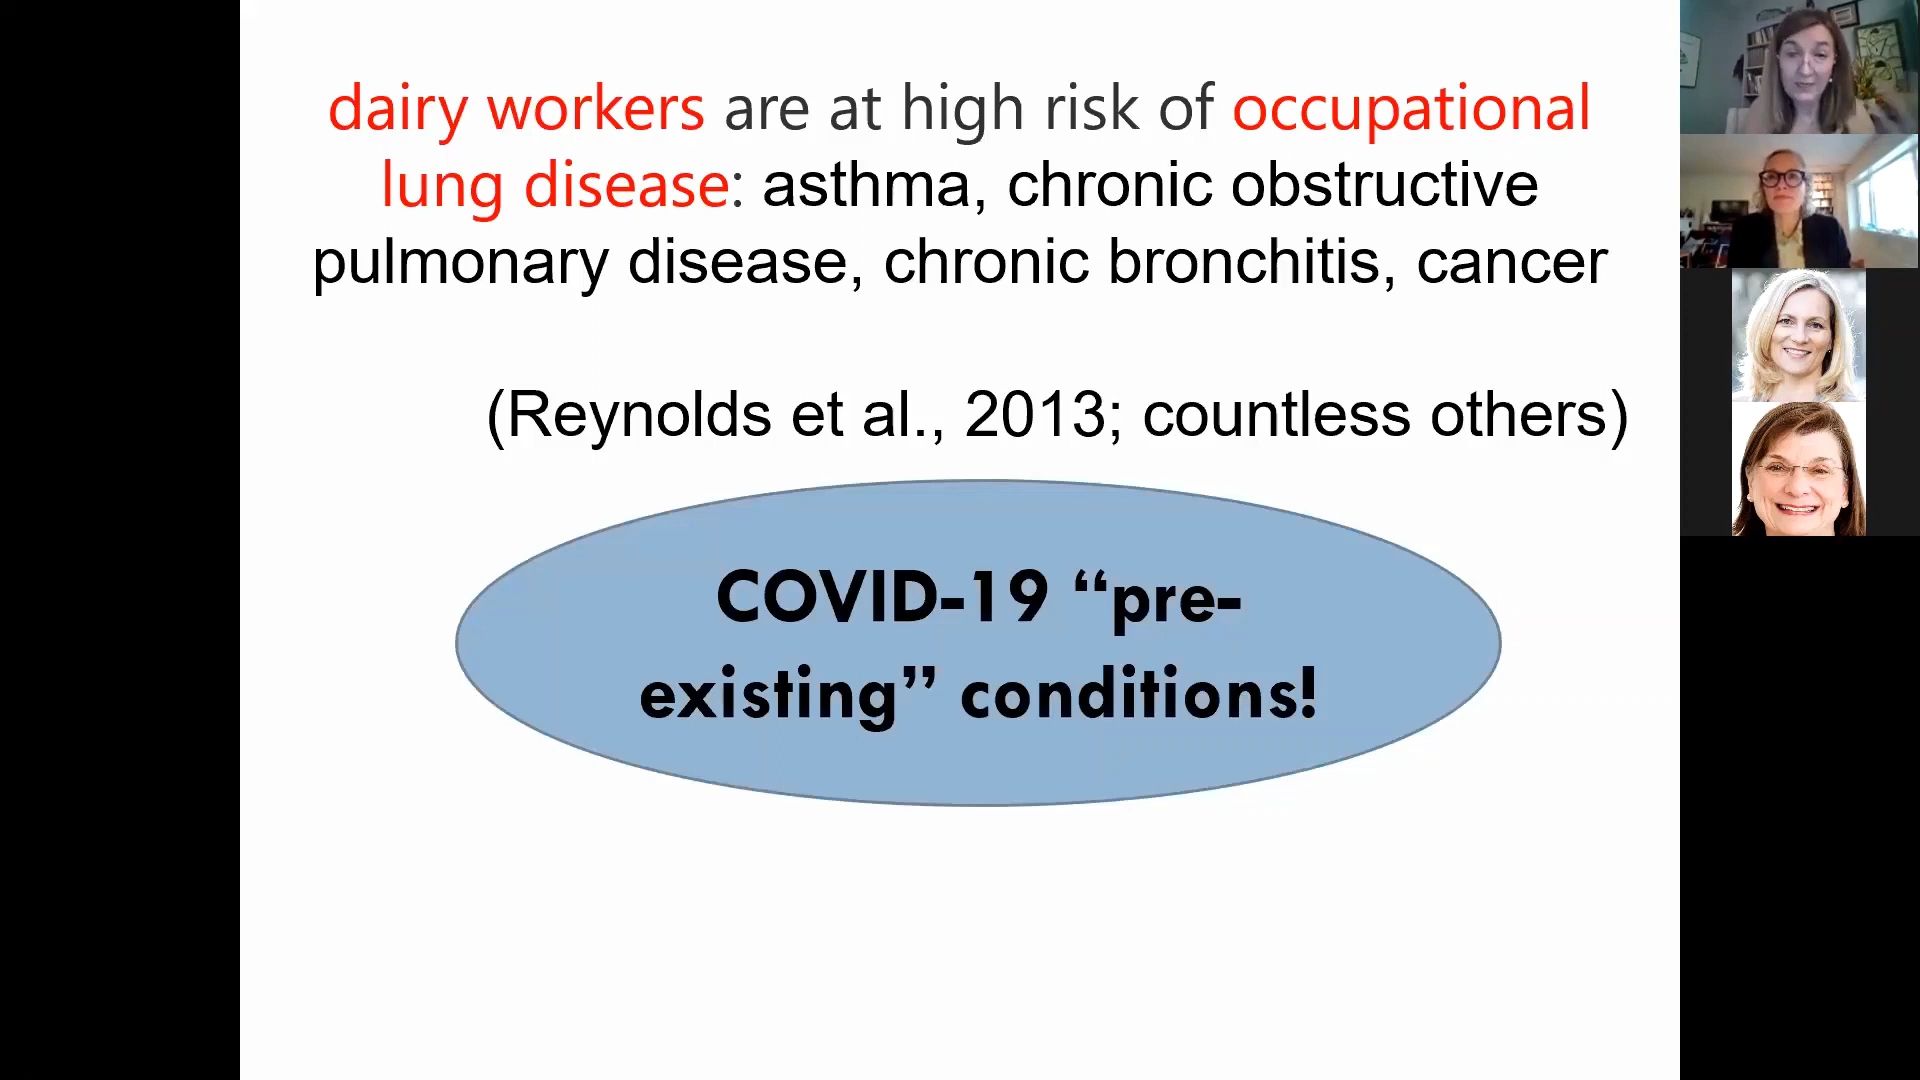 dairy workers are at high risk of occupational
lung disease: asthma, chronic obstructive
pulmonary disease, chronic bronchitis, cancer
(Reynolds et al., 2013; countless others)
COVID-19 “pre-
existing” conditions!